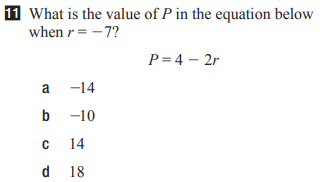 11 What is the value of P in the equation below
when r = −7?
P = 4 − 2r
a −14
b −10
c 14
d 18